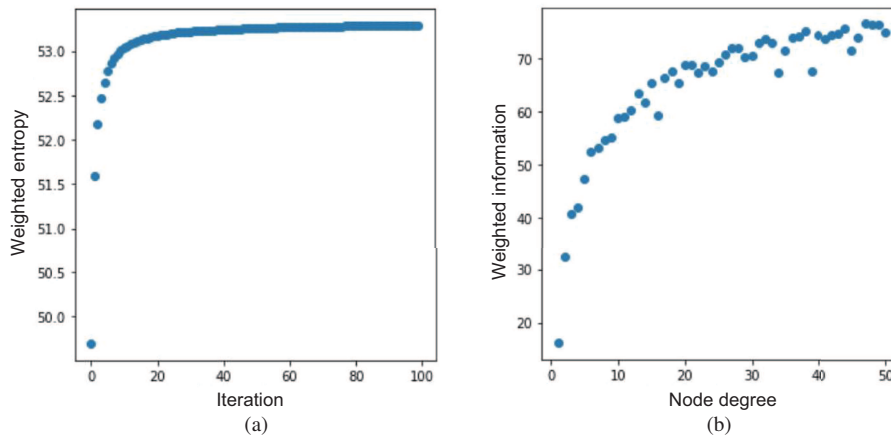 Weighted entropy
53.0
52.5
52.0
51.5
51.0
50.5
50.0
0 20 40 60 80 100
Iteration
(a)
Weighted information
70
60
50
40
30
20
0 10 20 30 40 50
Node degree
(b)